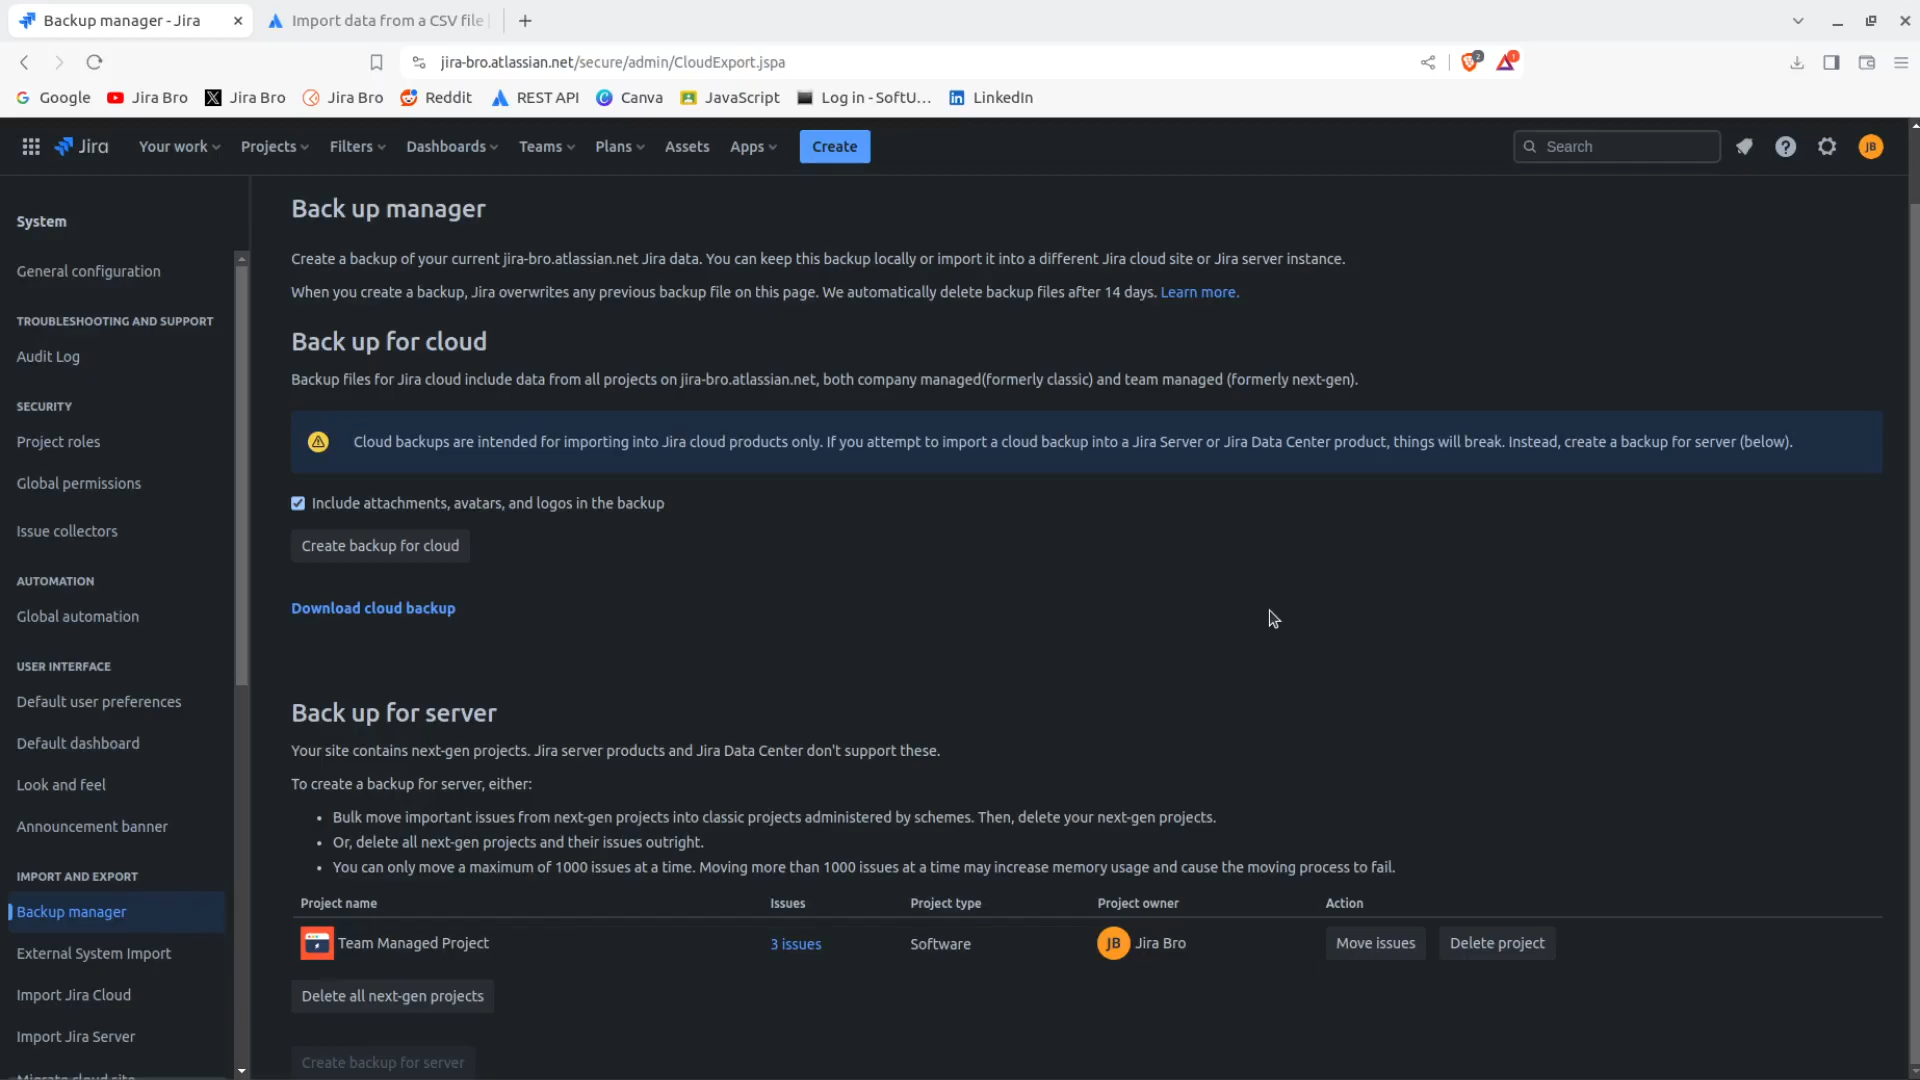 Backup manager - Jira
Import data from a CSV file
jira-bro.atlassian.net/secure/admin/CloudExport.jspa
2
1
Google
Jira Bro
Jira Bro
Jira Bro
Reddit
REST API
Canva
JavaScript
Log in - SoftU...
LinkedIn
Jira
Your work
Projects
Filters
Dashboards
Teams
Plans
Assets
Apps
Create
Search
JB
System
General configuration
TROUBLESHOOTING AND SUPPORT
Audit Log
SECURITY
Project roles
Global permissions
Issue collectors
AUTOMATION
Global automation
USER INTERFACE
Default user preferences
Default dashboard
Look and feel
Announcement banner
IMPORT AND EXPORT
Backup manager
External System Import
Import Jira Cloud
Import Jira Server
Migrate cloud site
Back up manager
Create a backup of your current jira-bro.atlassian.net Jira data. You can keep this backup locally or import it into a different Jira cloud site or Jira server instance.
When you create a backup, Jira overwrites any previous backup file on this page. We automatically delete backup files after 14 days. Learn more.
Back up for cloud
Backup files for Jira cloud include data from all projects on jira-bro.atlassian.net, both company managed(formerly classic) and team managed (formerly next-gen).
Cloud backups are intended for importing into Jira cloud products only. If you attempt to import a cloud backup into a Jira Server or Jira Data Center product, things will break. Instead, create a backup for server (below).
Include attachments, avatars, and logos in the backup
Create backup for cloud
Download cloud backup
Back up for server
Your site contains next-gen projects. Jira server products and Jira Data Center don't support these.
To create a backup for server, either:
• Bulk move important issues from next-gen projects into classic projects administered by schemes. Then, delete your next-gen projects.
• Or, delete all next-gen projects and their issues outright.
• You can only move a maximum of 1000 issues at a time. Moving more than 1000 issues at a time may increase memory usage and cause the moving process to fail.
Project name Issues Project type Project owner Action
Team Managed Project 3 issues Software JB Jira Bro Move issues Delete project
Delete all next-gen projects
Create backup for server